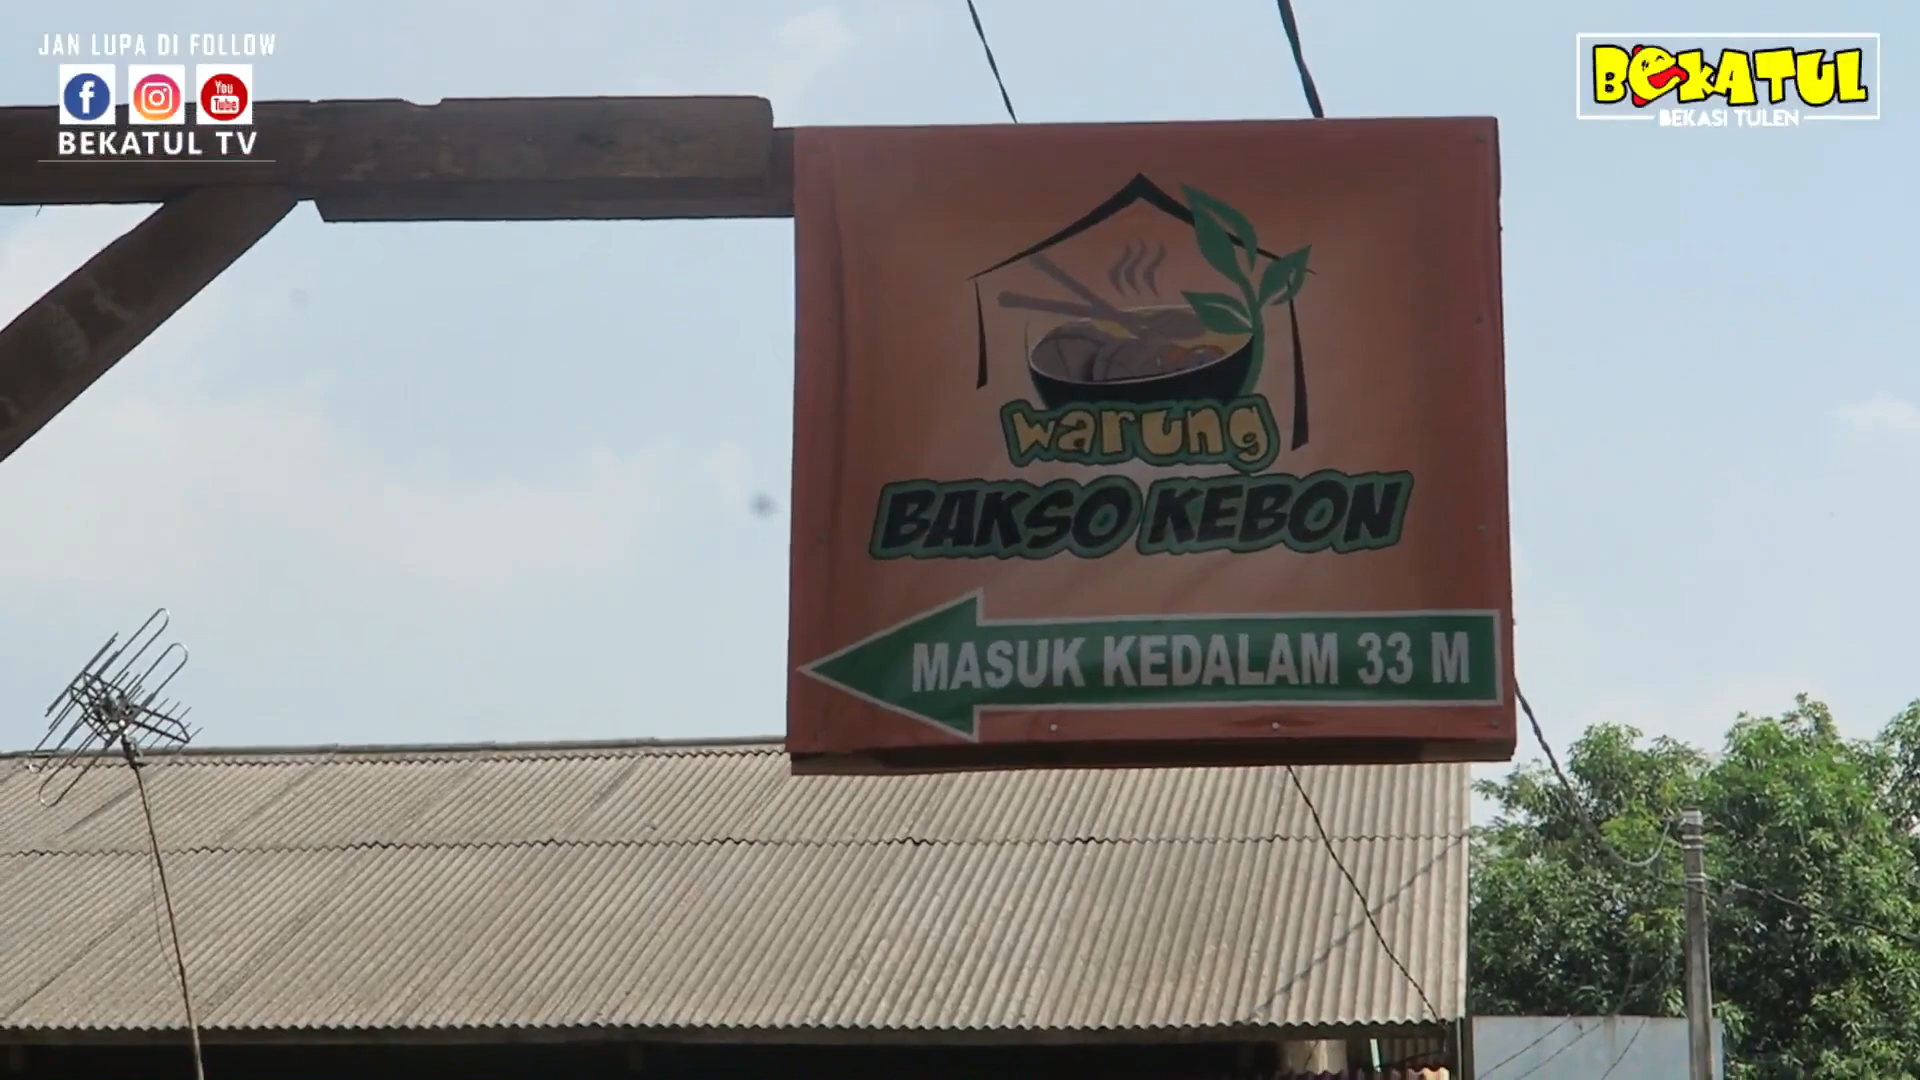 JAN LUPA DI FOLLOW
You
Tube
BEKATUL TV
BEKATUL
BEKASI TULEN
warung
BAKSO KEBON
MASUK KEDALAM 33 M